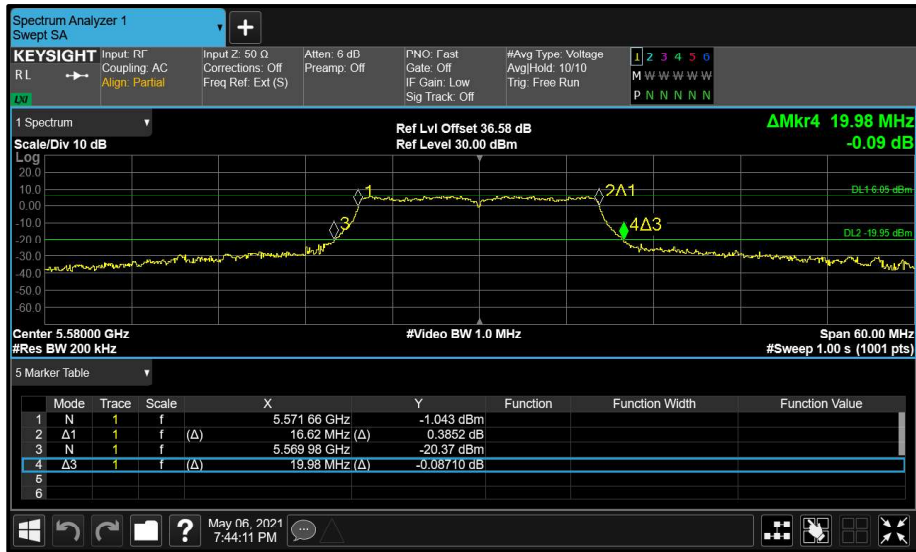 Spectrum Analyzer 1
Swept SA
+
KEYSIGHT
RL
LXI
Input: RF
Coupling: AC
Align: Partial
Input Z: 50 Ω
Corrections: Off
Freq Ref: Ext (S)
Atten: 6 dB
Preamp: Off
PNO: Fast
Gate: Off
IF Gain: Low
Sig Track: Off
#Avg Type: Voltage
Avg|Hold: 10/10
Trig: Free Run
1 2 3 4 5 6
M W W W W W
P N N N N N
1 Spectrum
Scale/Div 10 dB
Ref Lvl Offset 36.58 dB
Ref Level 30.00 dBm
ΔMkr4 19.98 MHz
-0.09 dB
Log
20.0
10.0
0.00
-10.0
-20.0
-30.0
-40.0
-50.0
-60.0
1
2Δ1
3
4Δ3
DL1 6.05 dBm
DL2 -19.95 dBm
Center 5.58000 GHz
#Video BW 1.0 MHz
Span 60.00 MHz
#Res BW 200 kHz
#Sweep 1.00 s (1001 pts)
5 Marker Table
Mode Trace Scale X Y Function Function Width Function Value
1 N 1 f 5.571 66 GHz -1.043 dBm
2 Δ1 1 f (Δ) 16.62 MHz (Δ) 0.3852 dB
3 N 1 f 5.569 98 GHz -20.37 dBm
4 Δ3 1 f (Δ) 19.98 MHz (Δ) -0.08710 dB
5
6
?
May 06, 2021
7:44:11 PM